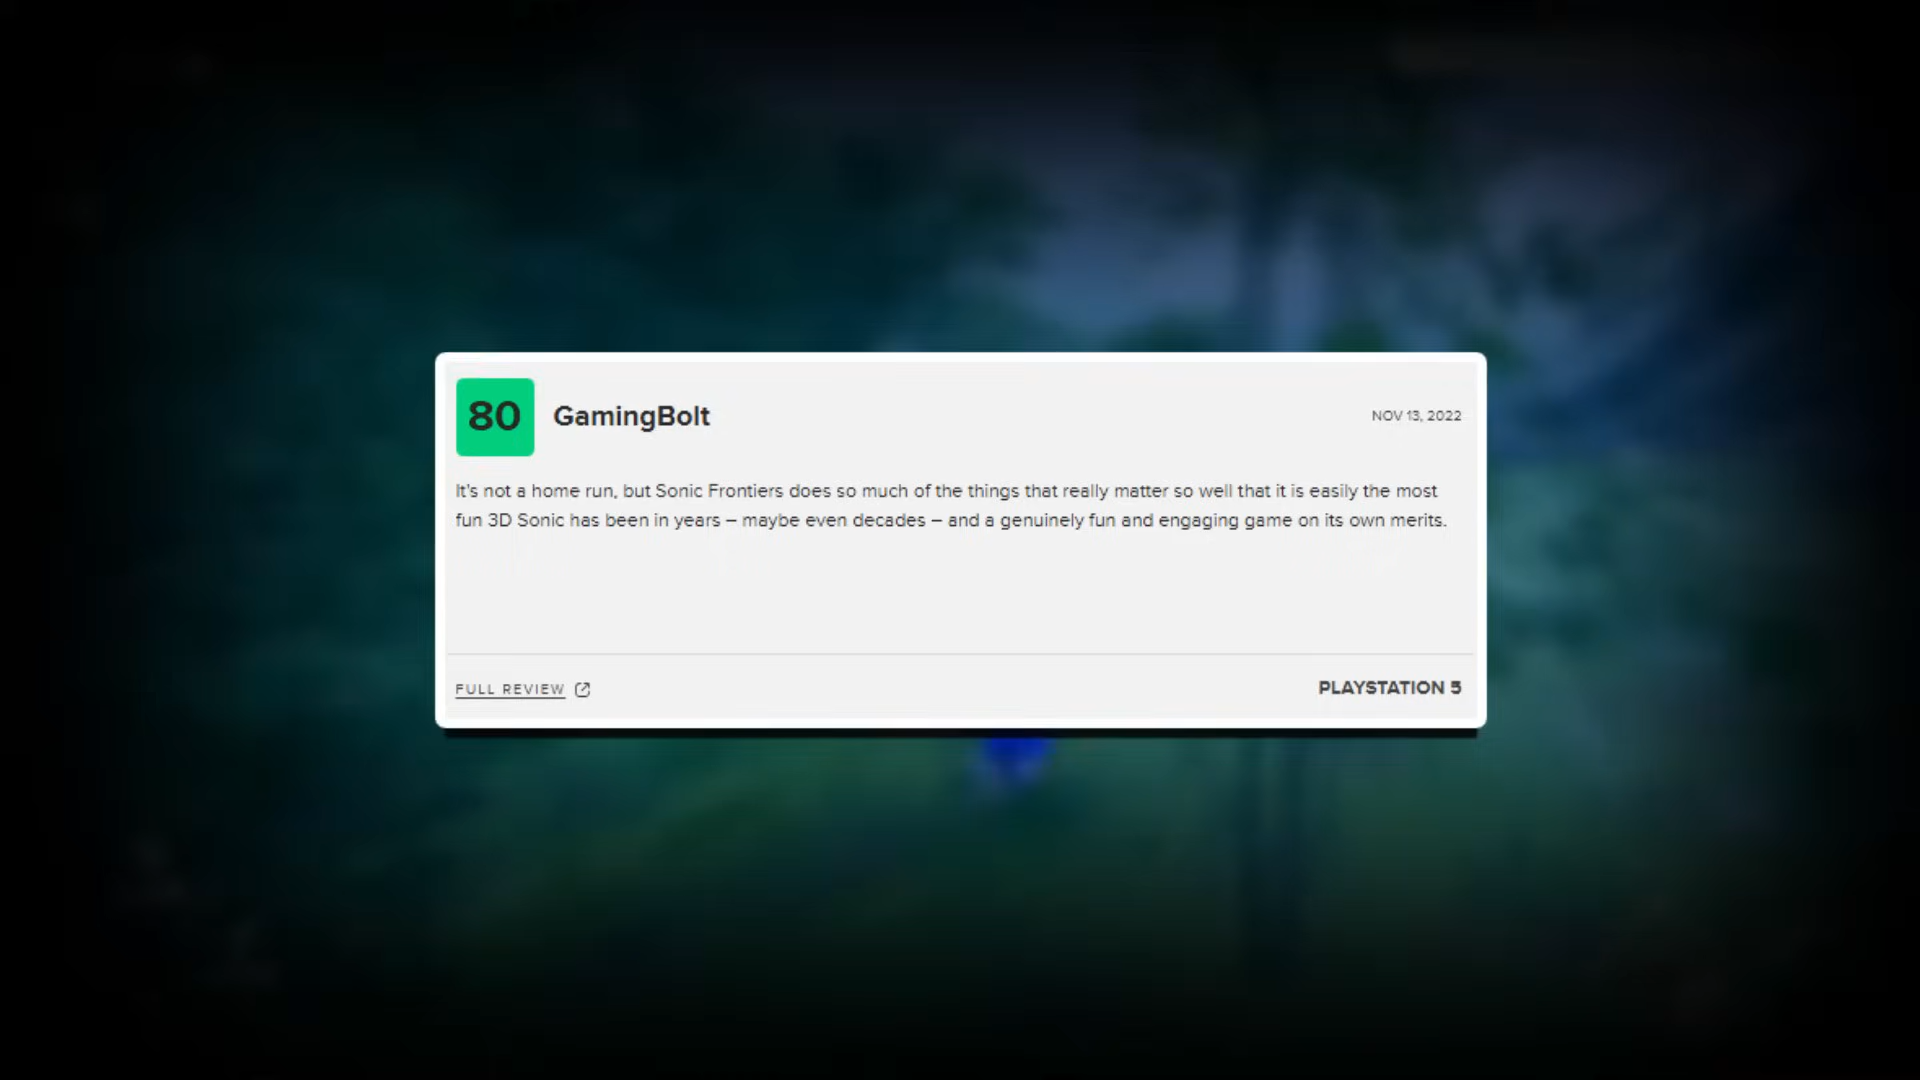 80 GamingBolt NOV 13, 2022
It's not a home run, but Sonic Frontiers does so much of the things that really matter so well that it is easily the most
fun 3D Sonic has been in years – maybe even decades – and a genuinely fun and engaging game on its own merits.
FULL REVIEW PLAYSTATION 5